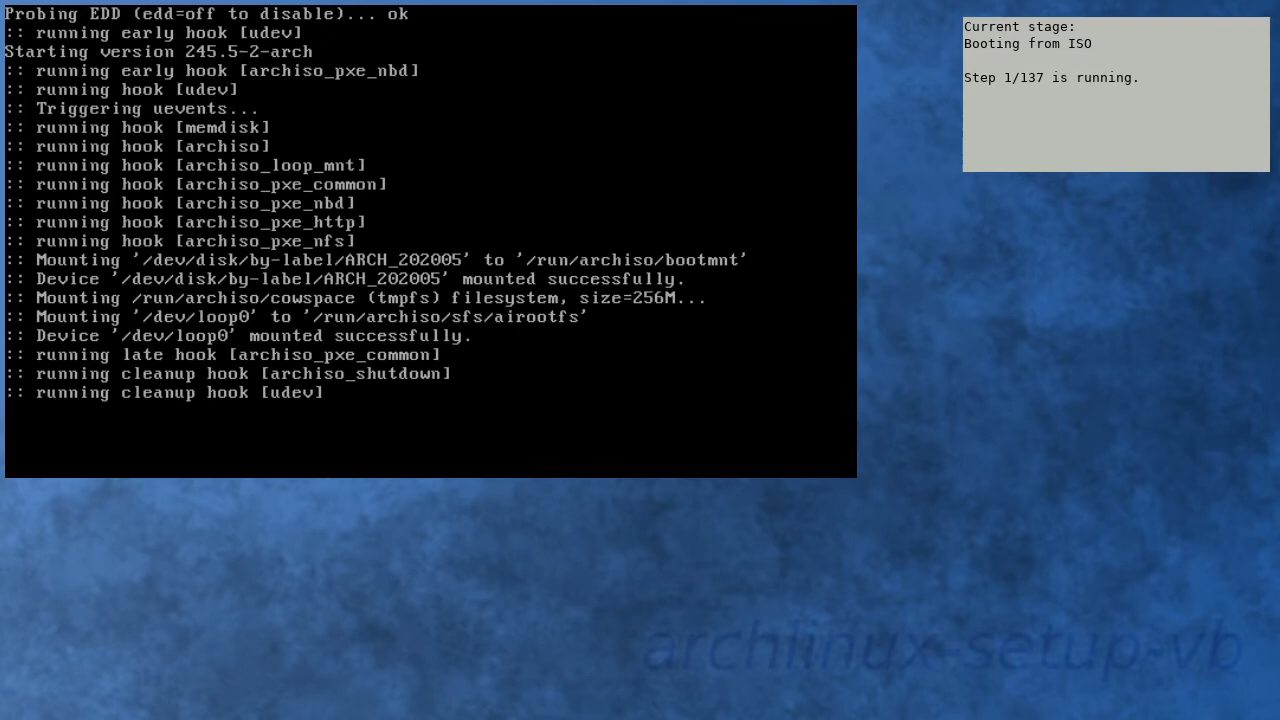 Probing EDD (edd=off to disable)... ok
:: running early hook [udev]
Starting version 245.5-2-arch
:: running early hook [archiso_pxe_nbd]
:: running hook [udev]
:: Triggering uevents...
:: running hook [memdisk]
:: running hook [archiso]
:: running hook [archiso_loop_mnt]
:: running hook [archiso_pxe_common]
:: running hook [archiso_pxe_nbd]
:: running hook [archiso_pxe_http]
:: running hook [archiso_pxe_nfs]
:: Mounting '/dev/disk/by-label/ARCH_202005' to '/run/archiso/bootmnt'
:: Device '/dev/disk/by-label/ARCH_202005' mounted successfully.
:: Mounting /run/archiso/cowspace (tmpfs) filesystem, size=256M...
:: Mounting '/dev/loop0' to '/run/archiso/sfs/airootfs'
:: Device '/dev/loop0' mounted successfully.
:: running late hook [archiso_pxe_common]
:: running cleanup hook [archiso_shutdown]
:: running cleanup hook [udev]
Current stage:
Booting from ISO
Step 1/137 is running.
archlinux-setup-vb